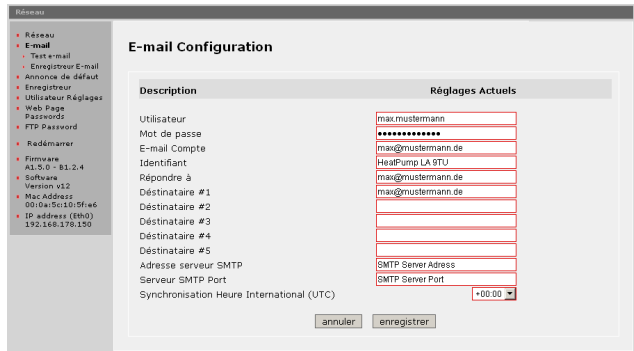 Réseau
Réseau
E-mail
Test e-mail
Enregistreur E-mail
Annonce de défaut
Enregistreur
Utilisateur Réglages
Web Page
Passwords
FTP Password
Redémarrer
Firmware
A1.5.0 - B1.2.4
Software
Version v12
Mac Address
00:0a:5c:10:5f:e6
IP address (Eth0)
192.168.178.150
E-mail Configuration
Description Réglages Actuels
Utilisateur max.mustermann
Mot de passe •••••••••••••
E-mail Compte max@mustermann.de
Identifiant HeatPump LA 9TU
Répondre à max@mustermann.de
Déstinataire #1 max@mustermann.de
Déstinataire #2
Déstinataire #3
Déstinataire #4
Déstinataire #5
Adresse serveur SMTP SMTP Server Adress
Serveur SMTP Port SMTP Server Port
Synchronisation Heure International (UTC) +00:00
annuler enregistrer